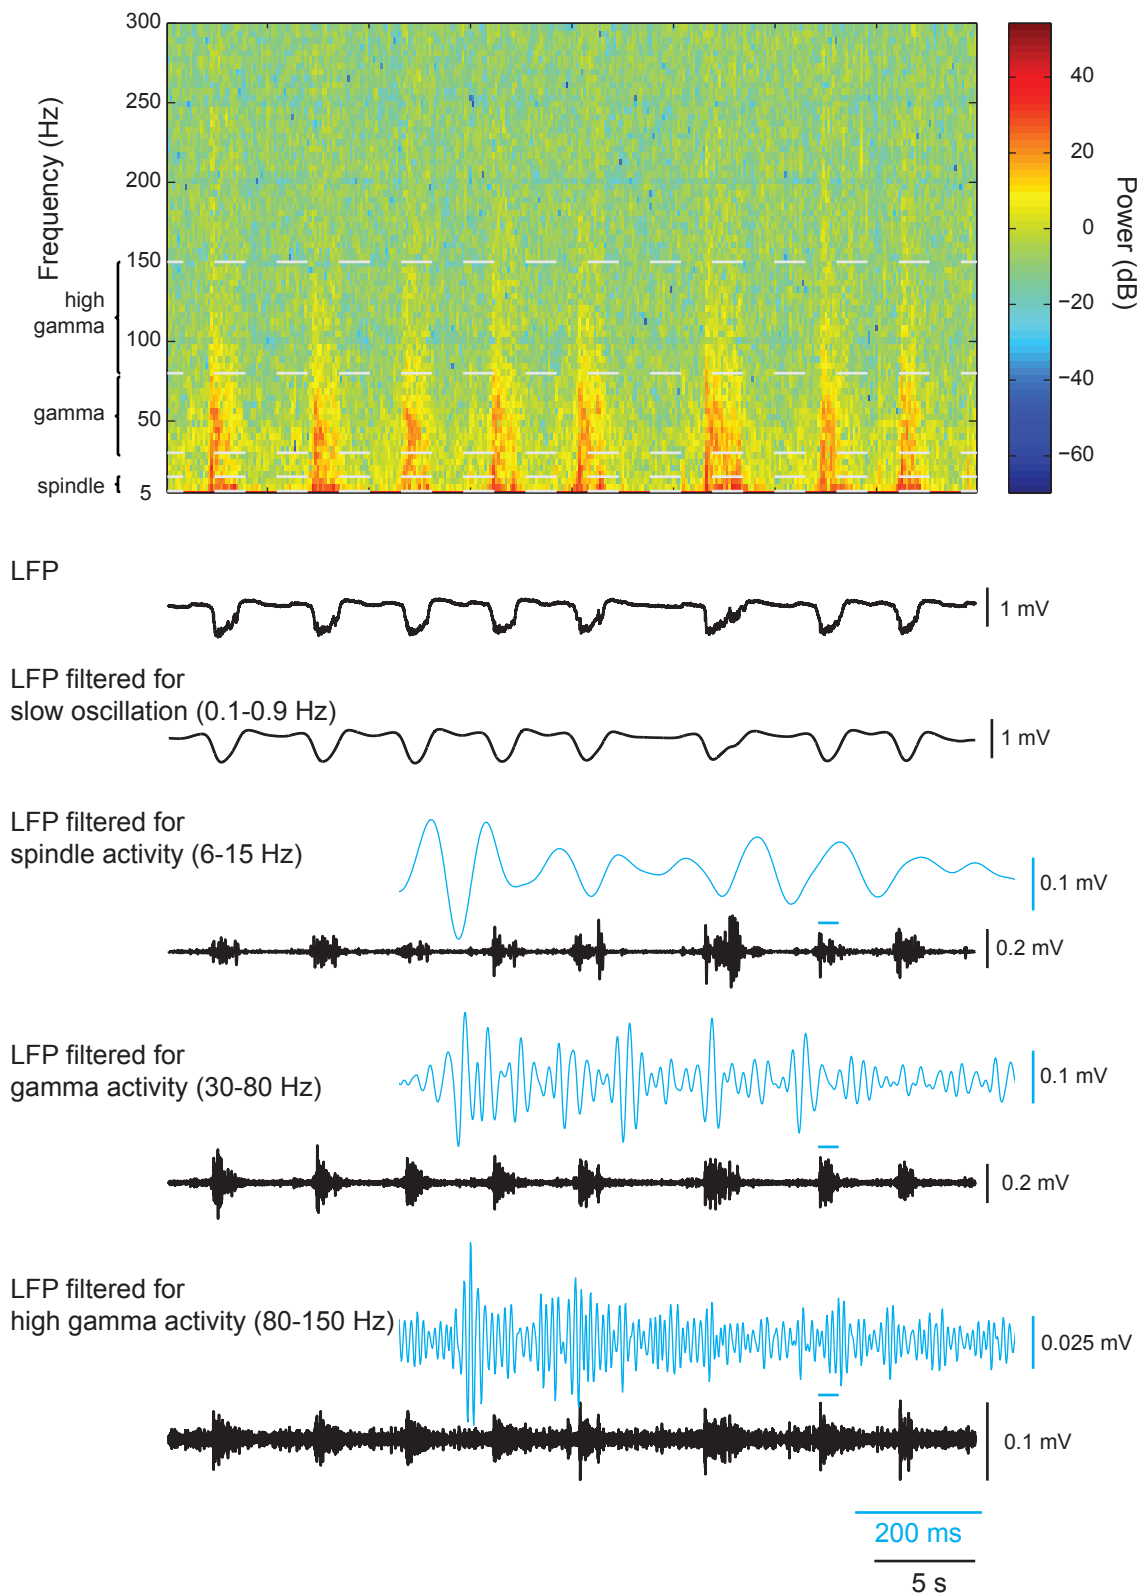 300
250
200
150
100
50
5
Frequency (Hz)
high
gamma
gamma
spindle
40
20
0
−20
−40
−60
Power (dB)
LFP
1 mV
LFP filtered for
slow oscillation (0.1-0.9 Hz)
1 mV
LFP filtered for
spindle activity (6-15 Hz)
0.1 mV
0.2 mV
LFP filtered for
gamma activity (30-80 Hz)
0.1 mV
0.2 mV
LFP filtered for
high gamma activity (80-150 Hz)
0.025 mV
0.1 mV
200 ms
5 s